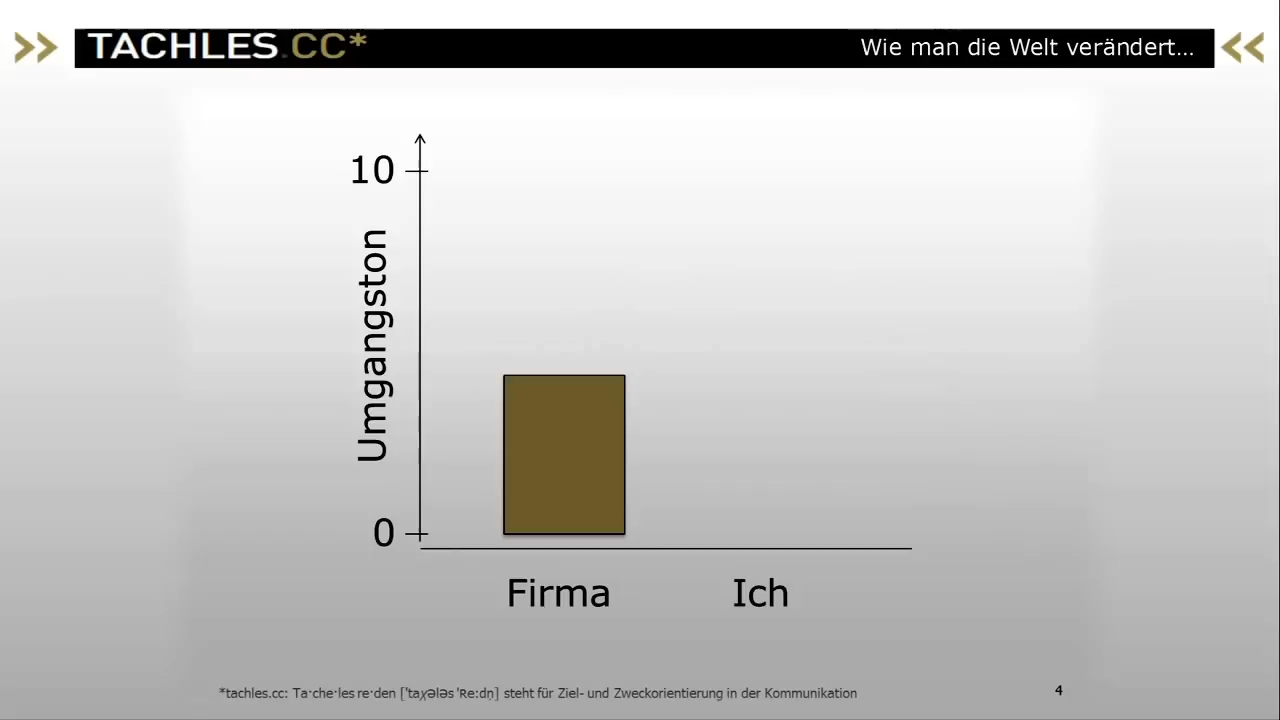 TACHLES.CC*
Wie man die Welt verändert...
10
Umgangston
0
Firma
Ich
*tachles.cc: Ta·che·les re·den ['taχələs 'Re:dn̩] steht für Ziel- und Zweckorientierung in der Kommunikation
4